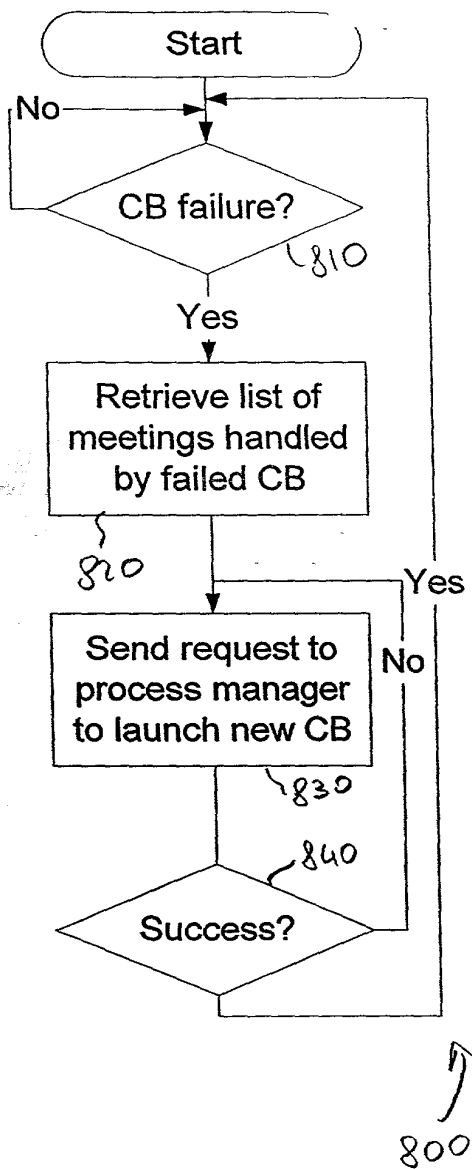 Start
No
CB failure?
810
Yes
Retrieve list of
meetings handled
by failed CB
820
Yes
No
Send request to
process manager
to launch new CB
830
840
Success?
800